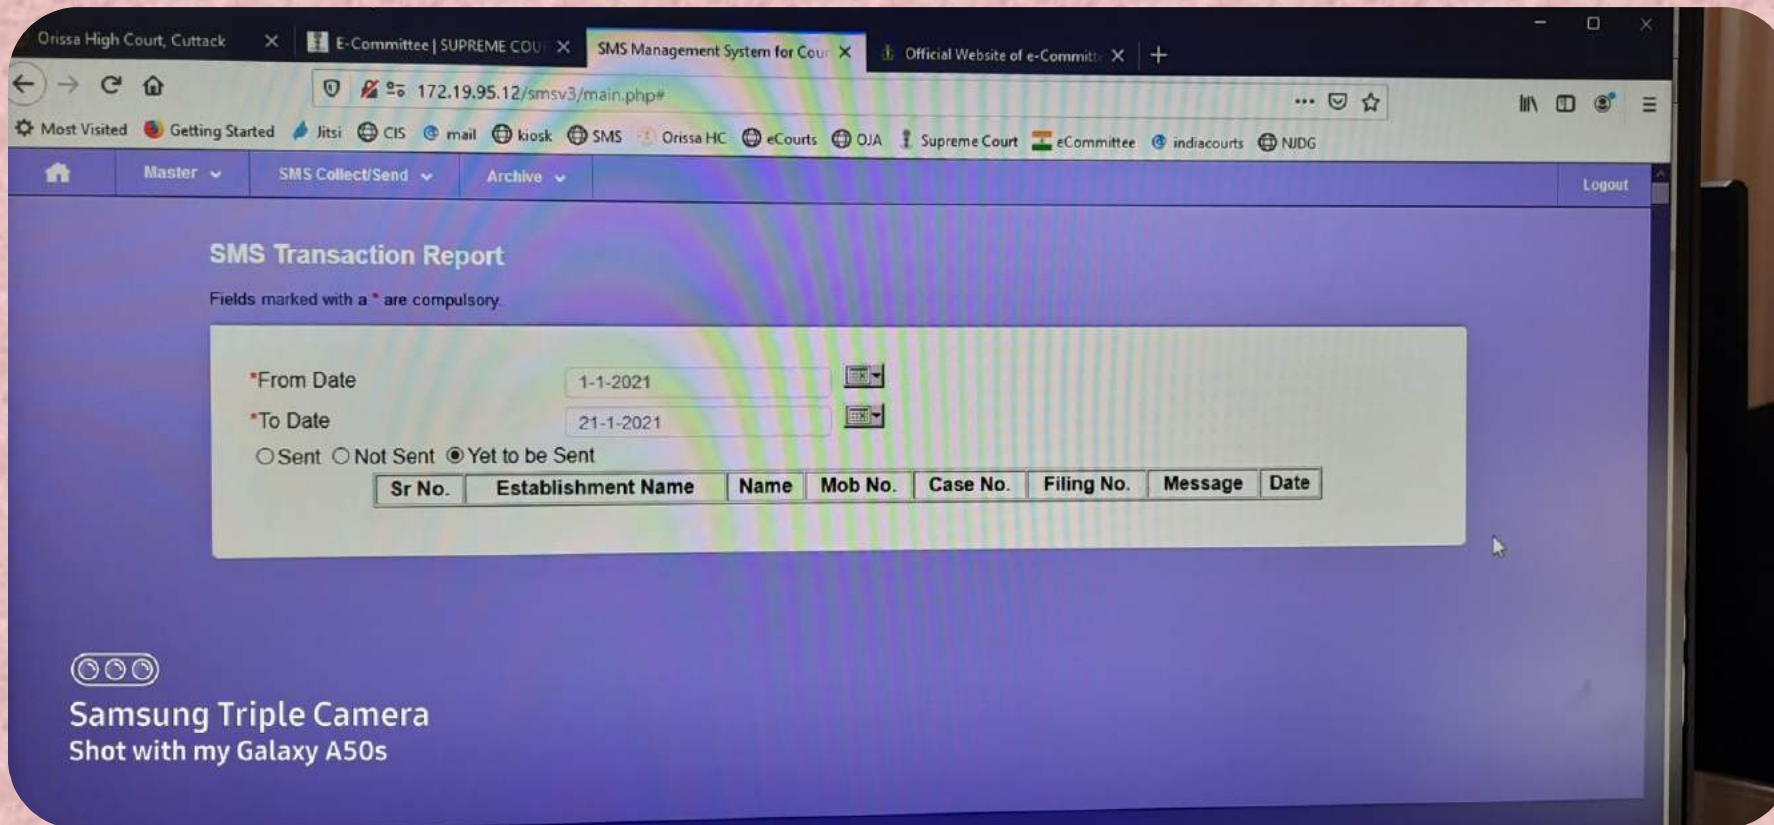 Orissa High Court, Cuttack E-Committee | SUPREME COU SMS Management System for Cour Official Website of e-Committ
172.19.95.12/smsv3/main.php#
Most Visited Getting Started Jitsi CIS mail kiosk SMS Orissa HC eCourts OJA Supreme Court eCommittee indiacourts NJDG
Master SMS Collect/Send Archive Logout
SMS Transaction Report
Fields marked with a * are compulsory.
*From Date 1-1-2021
*To Date 21-1-2021
Sent Not Sent Yet to be Sent
Sr No. Establishment Name Name Mob No. Case No. Filing No. Message Date
Samsung Triple Camera
Shot with my Galaxy A50s